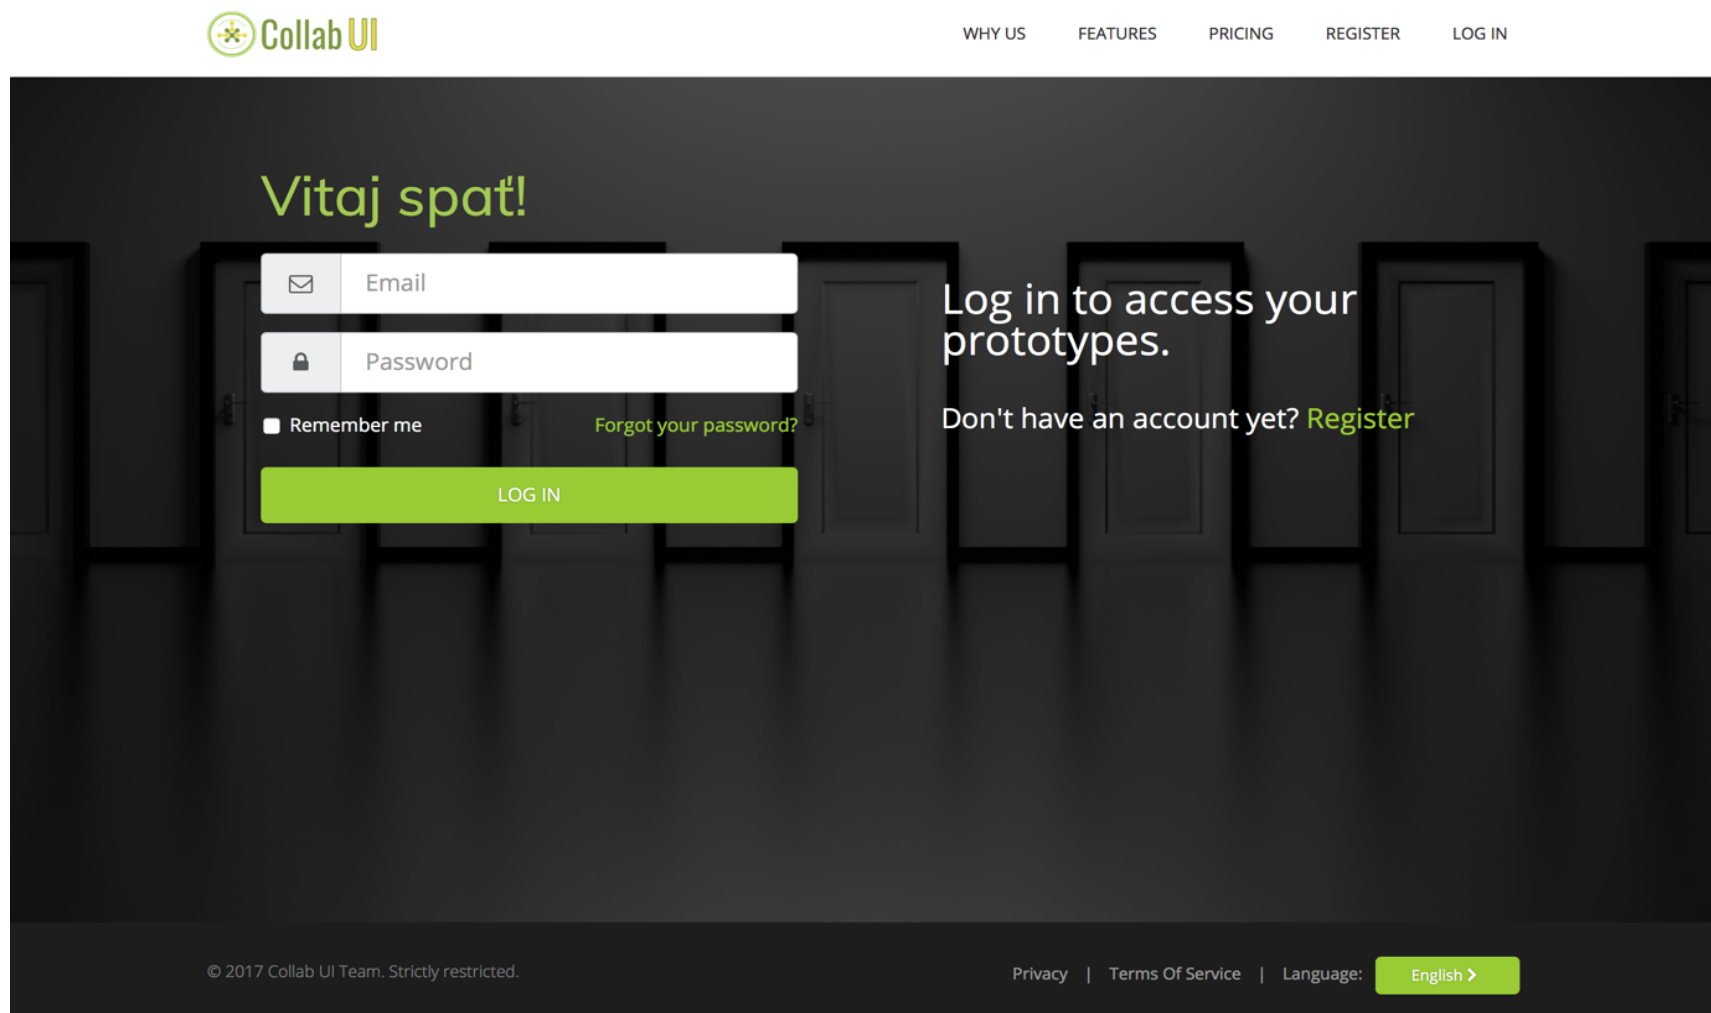 Collab UI
WHY US
FEATURES
PRICING
REGISTER
LOG IN
Vitaj späť!
Email
Password
Remember me
Forgot your password?
LOG IN
Log in to access your
prototypes.
Don't have an account yet? Register
© 2017 Collab UI Team. Strictly restricted.
Privacy | Terms Of Service | Language:
English